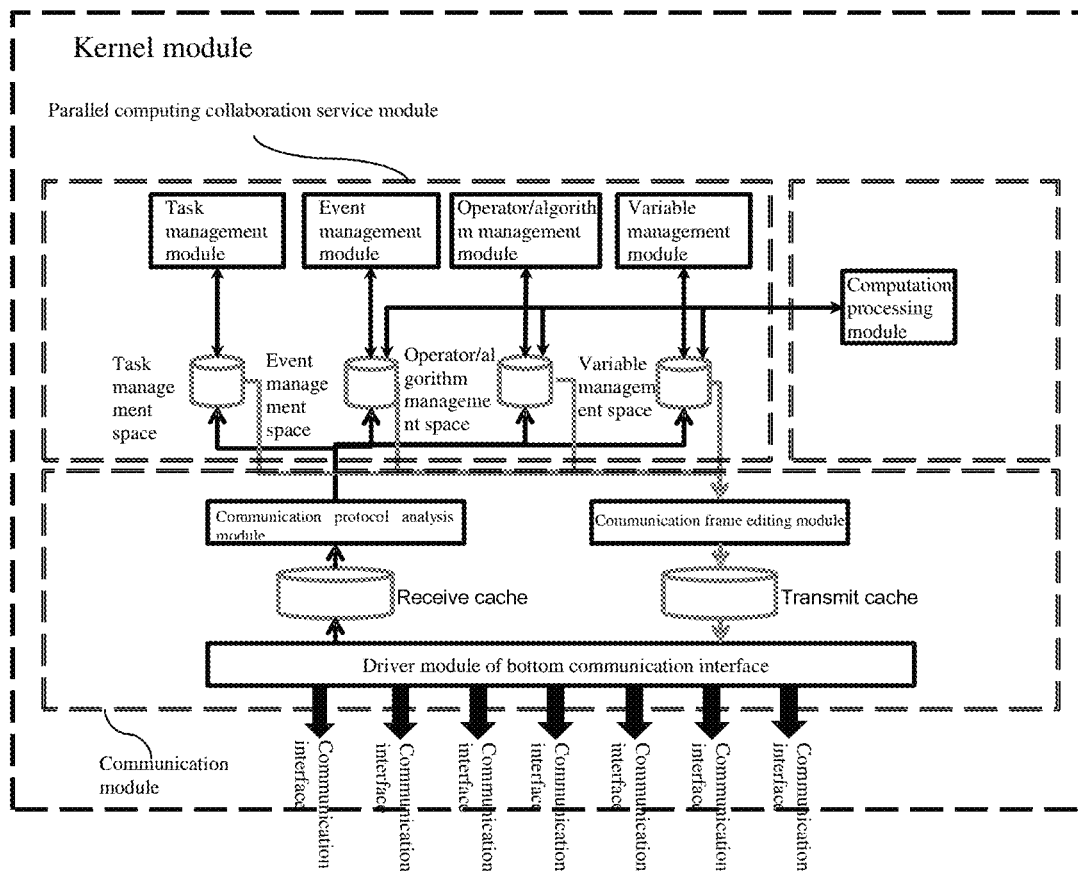 Kernel module
Parallel computing collaboration service module
Task
management
module
Event
management
module
Operator/algorith
m management
module
Variable
management
module
Computation
processing
module
Task
manage
ment
space
Event
manage
ment
space
Operator/al
gorithm
manageme
nt space
Variable
managem
ent space
Communication protocol analysis
module
Communication frame editing module
Receive cache
Transmit cache
Driver module of bottom communication interface
Communication
interface
Communication
interface
Communication
interface
Communication
interface
Communication
interface
Communication
interface
Communication
interface
Communication
module